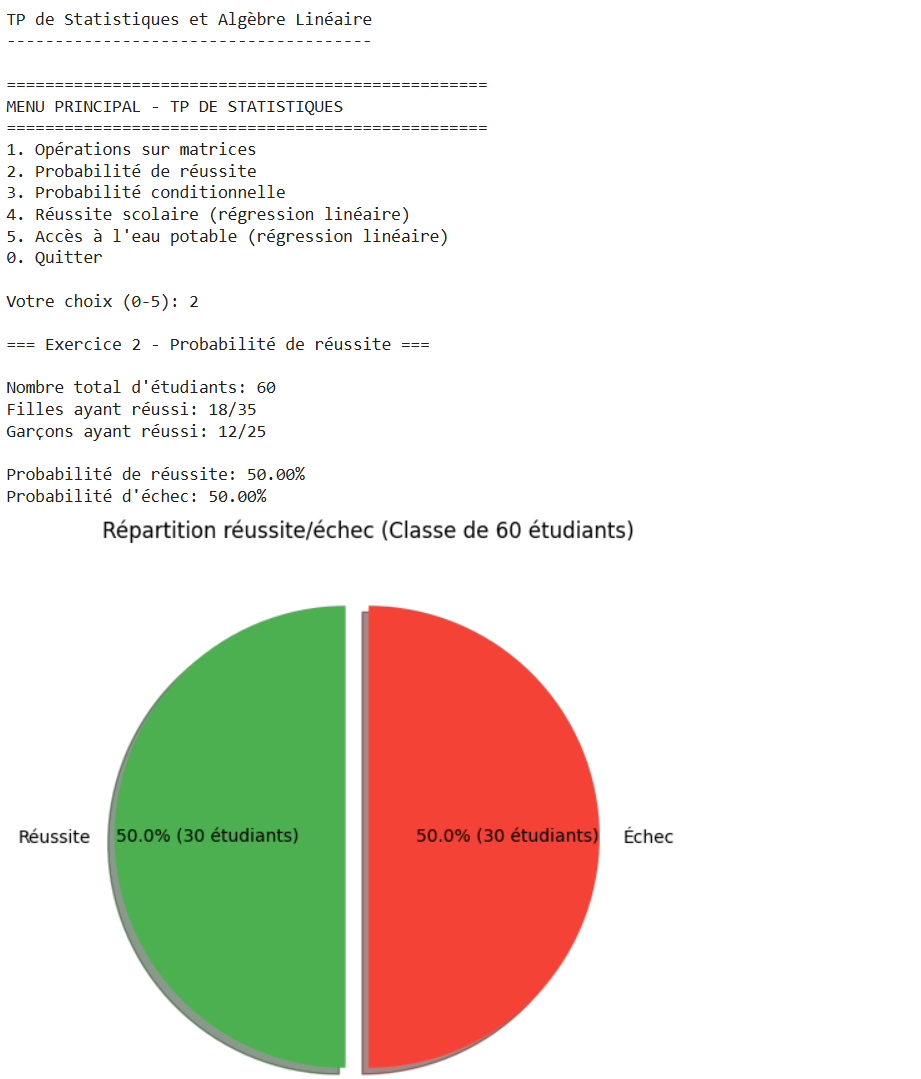 TP de Statistiques et Algèbre Linéaire
--------------------------------------
==================================================
MENU PRINCIPAL - TP DE STATISTIQUES
==================================================
1. Opérations sur matrices
2. Probabilité de réussite
3. Probabilité conditionnelle
4. Réussite scolaire (régression linéaire)
5. Accès à l'eau potable (régression linéaire)
0. Quitter
Votre choix (0-5): 2
=== Exercice 2 - Probabilité de réussite ===
Nombre total d'étudiants: 60
Filles ayant réussi: 18/35
Garçons ayant réussi: 12/25
Probabilité de réussite: 50.00%
Probabilité d'échec: 50.00%
Répartition réussite/échec (Classe de 60 étudiants)
Réussite 50.0% (30 étudiants) 50.0% (30 étudiants) Échec